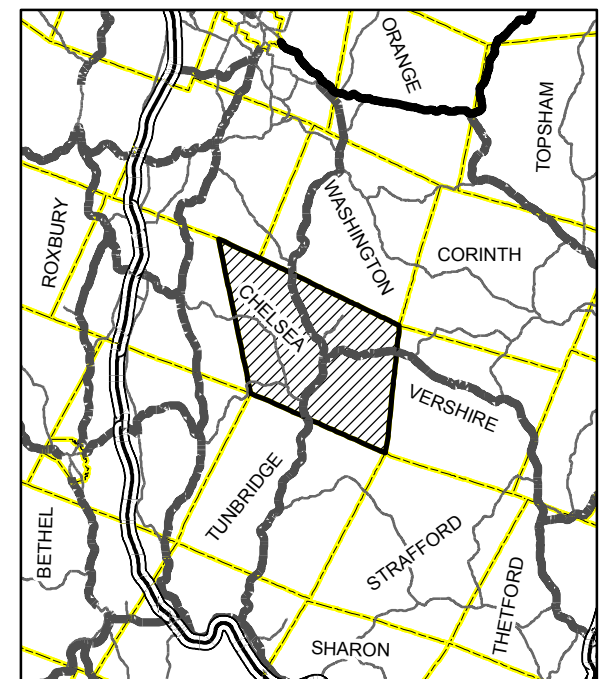 ORANGE
TOPSHAM
WASHINGTON
ROXBURY
CORINTH
CHELSEA
VERSHIRE
TUNBRIDGE
BETHEL
STRAFFORD
THETFORD
SHARON